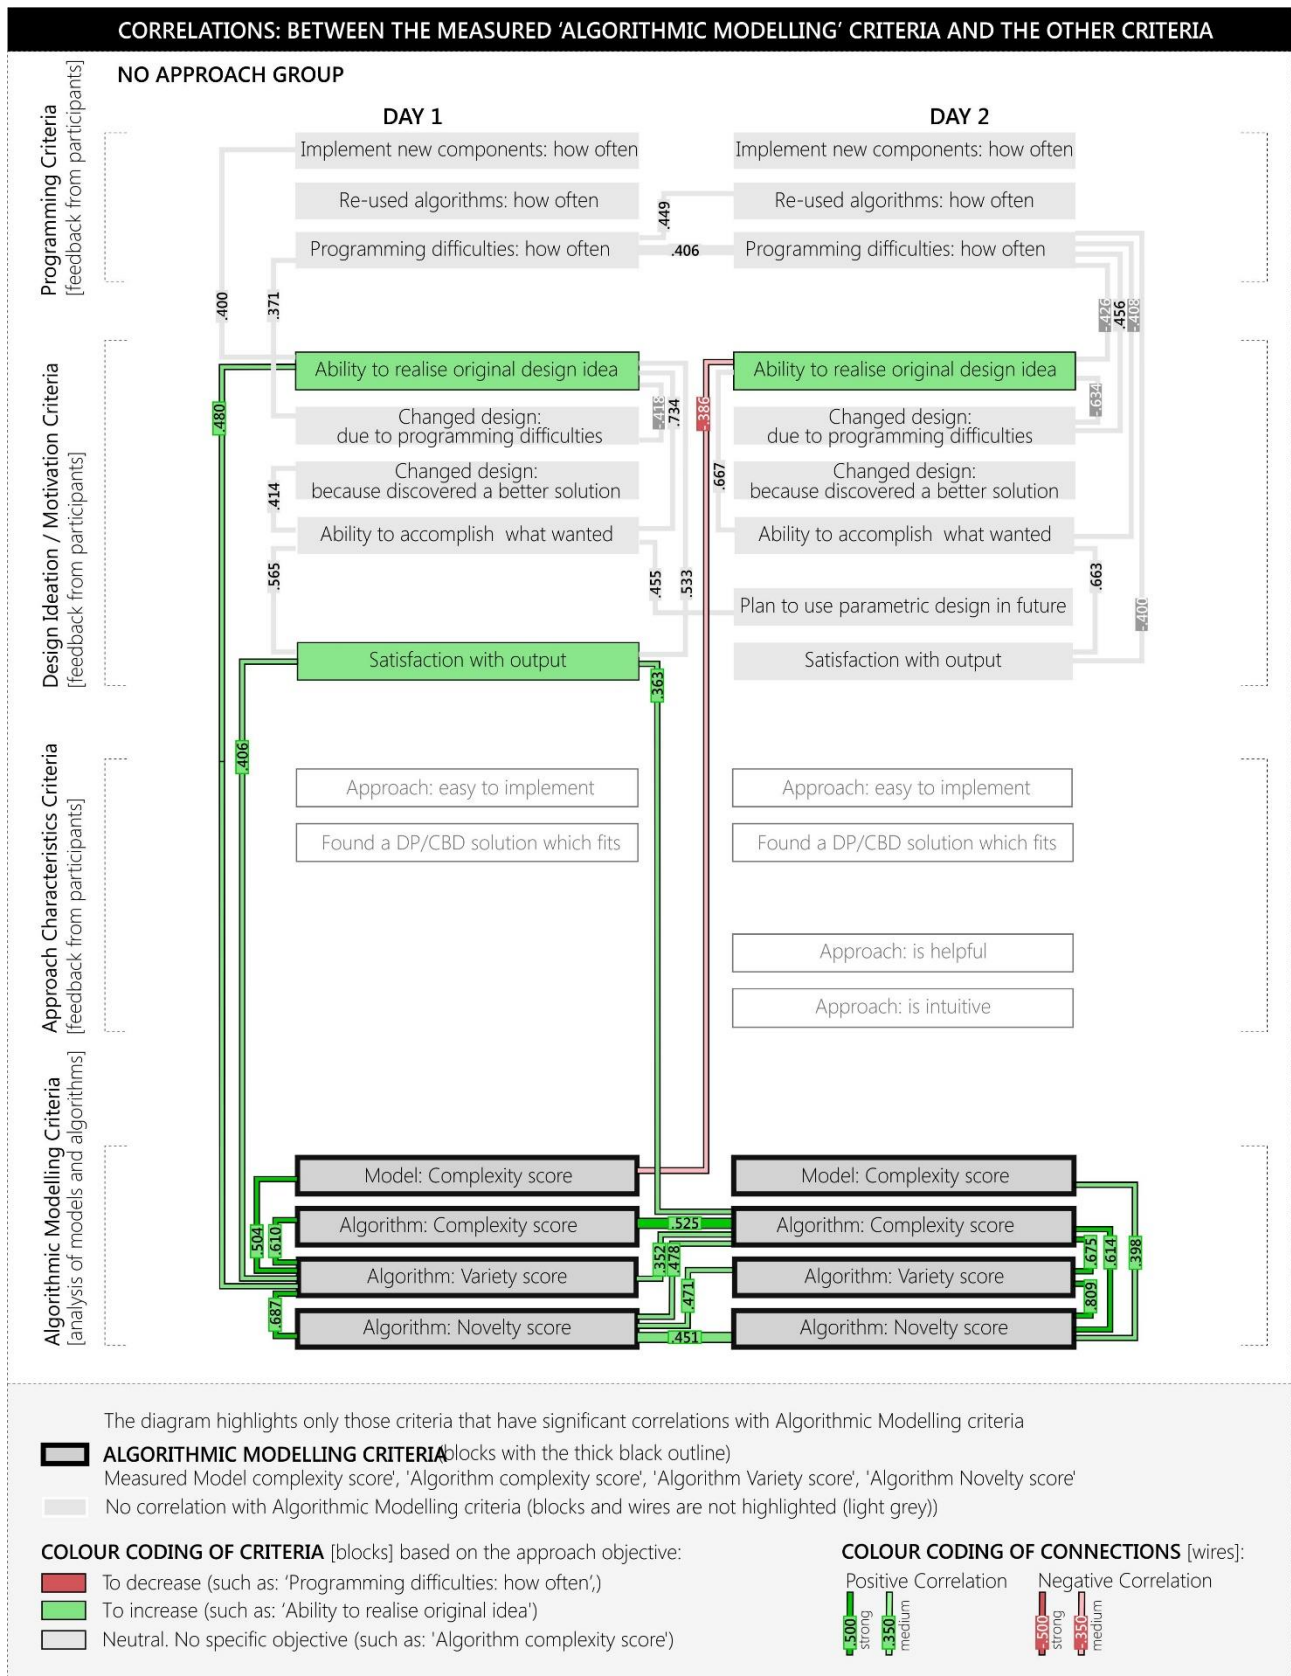 CORRELATIONS: BETWEEN THE MEASURED ‘ALGORITHMIC MODELLING’ CRITERIA AND THE OTHER CRITERIA
NO APPROACH GROUP
DAY 1
DAY 2
Programming Criteria
[feedback from participants]
Implement new components: how often
Implement new components: how often
Re-used algorithms: how often
Re-used algorithms: how often
.449
Programming difficulties: how often
.406
Programming difficulties: how often
.400
.371
-.426
.456
-.408
Design Ideation / Motivation Criteria
[feedback from participants]
Ability to realise original design idea
Ability to realise original design idea
.480
-.418
.734
-.386
-.634
Changed design:
due to programming difficulties
Changed design:
due to programming difficulties
Changed design:
because discovered a better solution
Changed design:
because discovered a better solution
.414
.667
Ability to accomplish what wanted
Ability to accomplish what wanted
.565
.455
.533
.663
Plan to use parametric design in future
-.400
Satisfaction with output
Satisfaction with output
.363
.406
Approach Characteristics Criteria
[feedback from participants]
Approach: easy to implement
Approach: easy to implement
Found a DP/CBD solution which fits
Found a DP/CBD solution which fits
Approach: is helpful
Approach: is intuitive
Algorithmic Modelling Criteria
[analysis of models and algorithms]
Model: Complexity score
Model: Complexity score
Algorithm: Complexity score
.525
Algorithm: Complexity score
.504
.610
.352
.478
.675
.614
.398
Algorithm: Variety score
Algorithm: Variety score
.687
.471
.809
Algorithm: Novelty score
.451
Algorithm: Novelty score
The diagram highlights only those criteria that have significant correlations with Algorithmic Modelling criteria
ALGORITHMIC MODELLING CRITERIA(blocks with the thick black outline)
Measured Model complexity score', 'Algorithm complexity score', 'Algorithm Variety score', 'Algorithm Novelty score'
No correlation with Algorithmic Modelling criteria (blocks and wires are not highlighted (light grey))
COLOUR CODING OF CRITERIA [blocks] based on the approach objective:
To decrease (such as: ‘Programming difficulties: how often’,)
To increase (such as: ‘Ability to realise original idea’)
Neutral. No specific objective (such as: ‘Algorithm complexity score’)
COLOUR CODING OF CONNECTIONS [wires]:
Positive Correlation
Negative Correlation
.500
strong
.350
medium
-.500
strong
-.350
medium